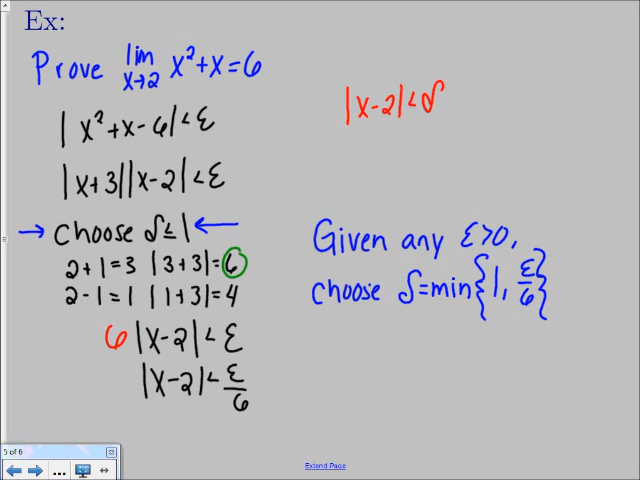 Ex:
Prove lim x→2 x²+x=6
|x²+x-6|<ε
|x+3||x-2|<ε
→ choose δ≤1 ←
2+1=3 |3+3|=6
2-1=1 |1+3|=4
6|x-2|<ε
|x-2|<ε/6
|x-2|<δ
Given any ε>0,
choose δ=min{1, ε/6}
5 of 6
...
Extend Page